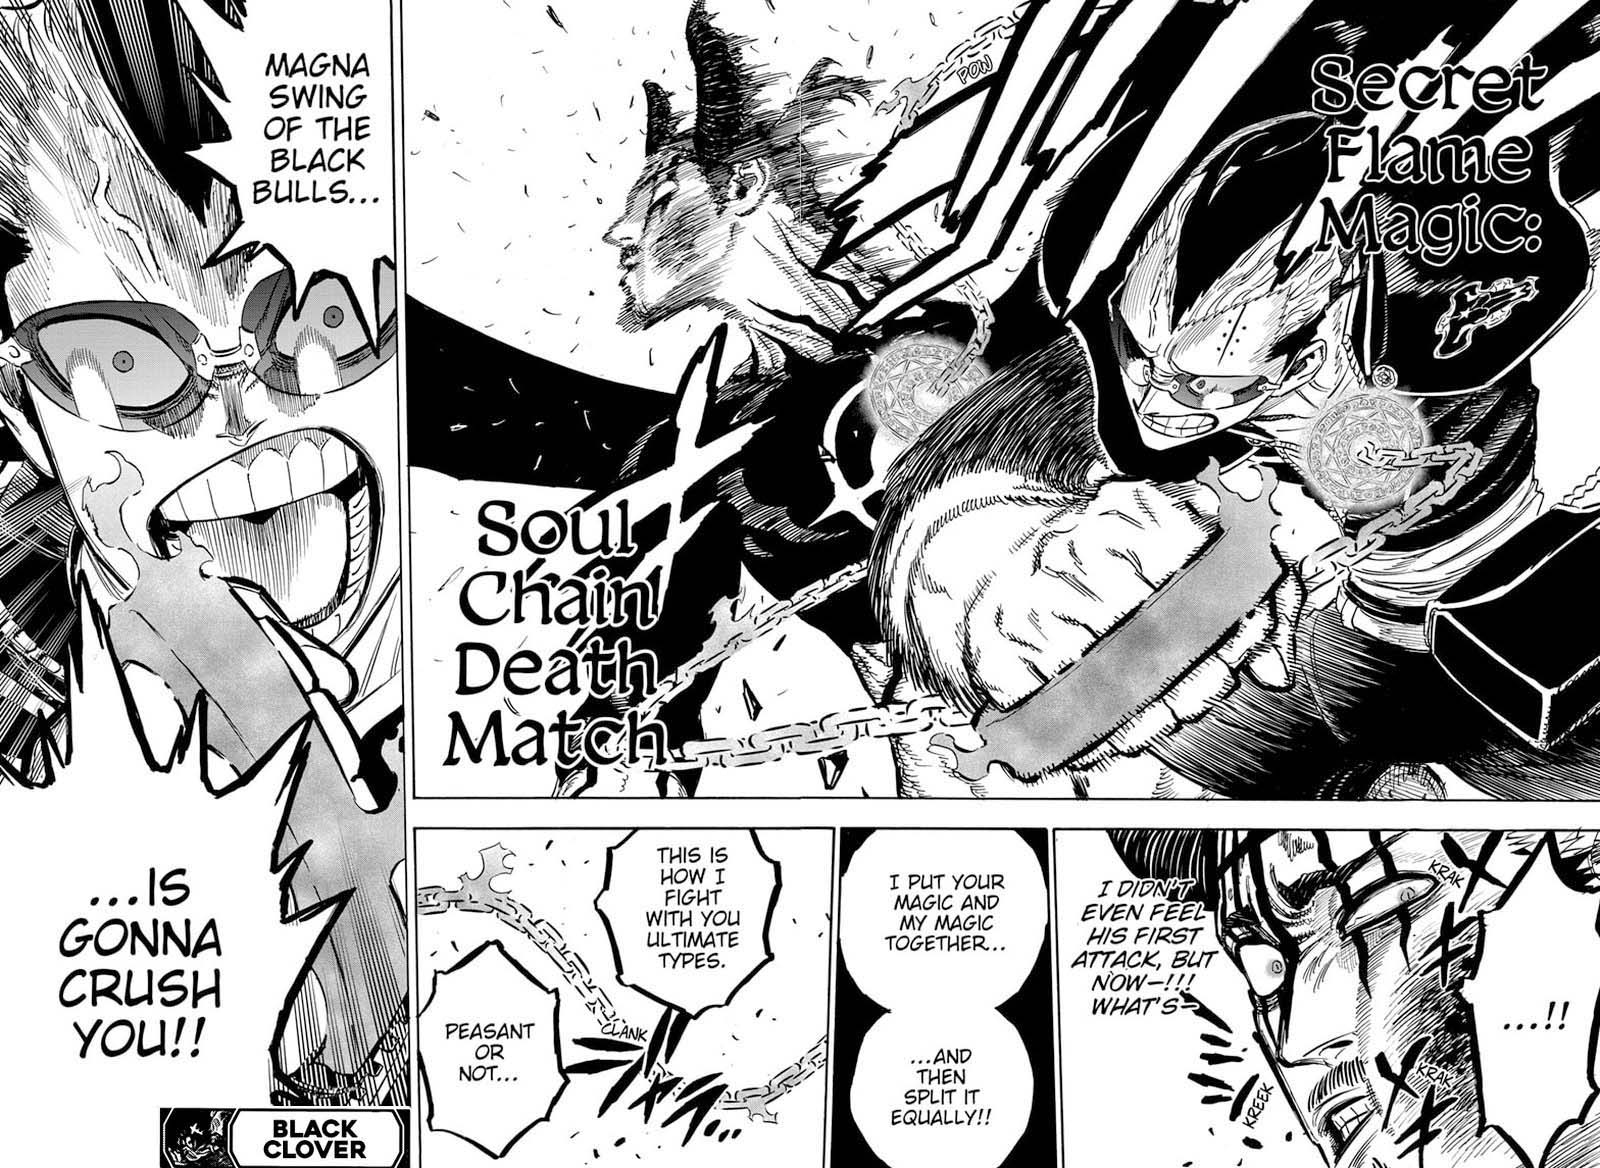 Secret
Flame
Magic:
POW
Soul
Chain
Death
Match
...!!
KRAK
KRAK
KREEK
I DIDN'T
EVEN FEEL
HIS FIRST
ATTACK, BUT
NOW—!!!
WHAT'S—
I PUT YOUR
MAGIC AND
MY MAGIC
TOGETHER...
...AND
THEN
SPLIT IT
EQUALLY!!
THIS IS
HOW I
FIGHT
WITH YOU
ULTIMATE
TYPES.
CLANK
PEASANT
OR
NOT...
MAGNA
SWING
OF THE
BLACK
BULLS...
...IS
GONNA
CRUSH
YOU!!
BLACK
CLOVER